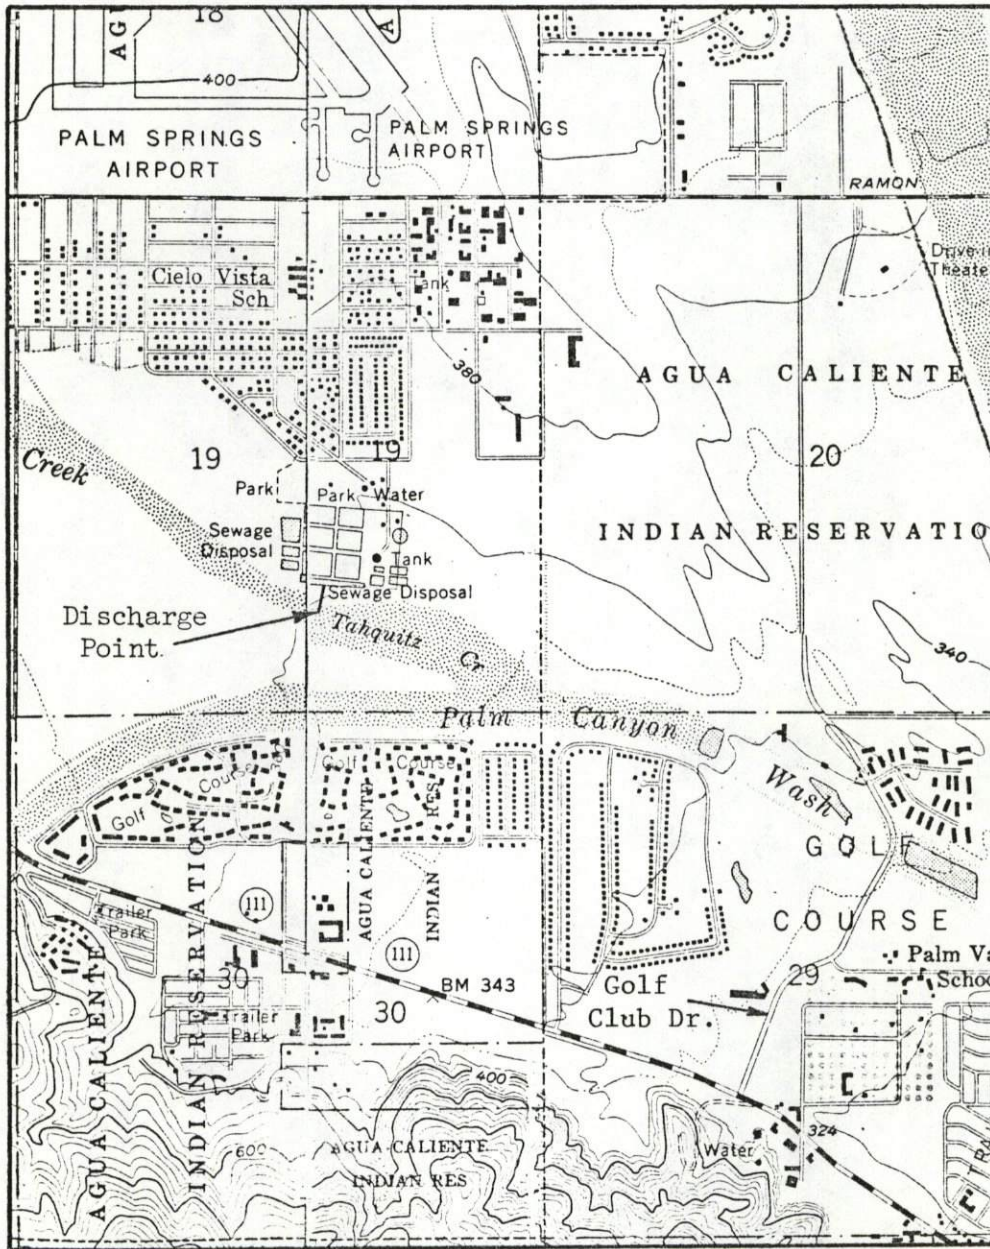 18
AGU
A
400
PALM SPRINGS
AIRPORT
PALM SPRINGS
AIRPORT
RAMON
Drive-in
Theater
Cielo Vista
Sch
ank
380
AGUA CALIENTE
Creek
19
19
20
Park
Park
Water
Sewage
Disposal
INDIAN RESERVATIO
Tank
Sewage Disposal
Discharge
Point
Tahquitz
Cr
340
Palm Canyon
Wash
Golf Course
Golf Course
GOLF
COURSE
AGUA CALIENTE
INDIAN RES
111
Trailer
Park
111
30
BM 343
30
Golf
Club Dr.
29
Palm Va
Schoo
Trailer
Park
AGUA CALIENTE
INDIAN RESERVATION
400
600
AGUA CALIENTE
INDIAN RES
Water
324
TRA